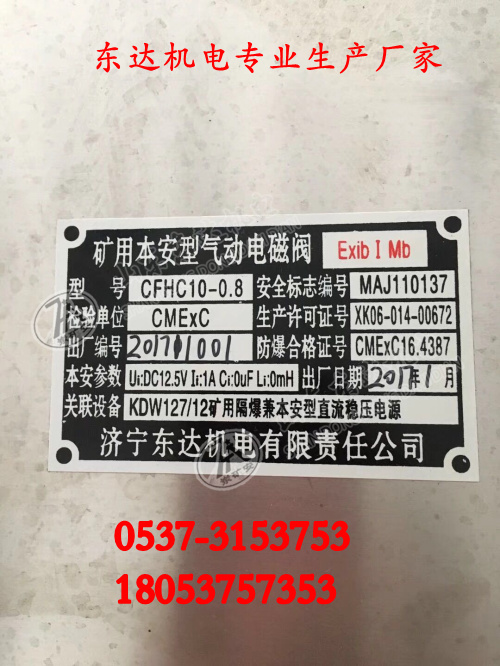 东达机电专业生产厂家
矿用本安型气动电磁阀 Exib I Mb
型号 CFHC10-0.8 安全标志编号 MAJ110137
检验单位 CMExC 生产许可证号 XK06-014-00672
出厂编号 201701001 防爆合格证号 CMExC16.4387
本安参数 Ui:DC12.5V Ii:1A Ci:0uF Li:0mH 出厂日期 2017年1月
关联设备 KDW127/12矿用隔爆兼本安型直流稳压电源
济宁东达机电有限责任公司
0537-3153753
18053757353